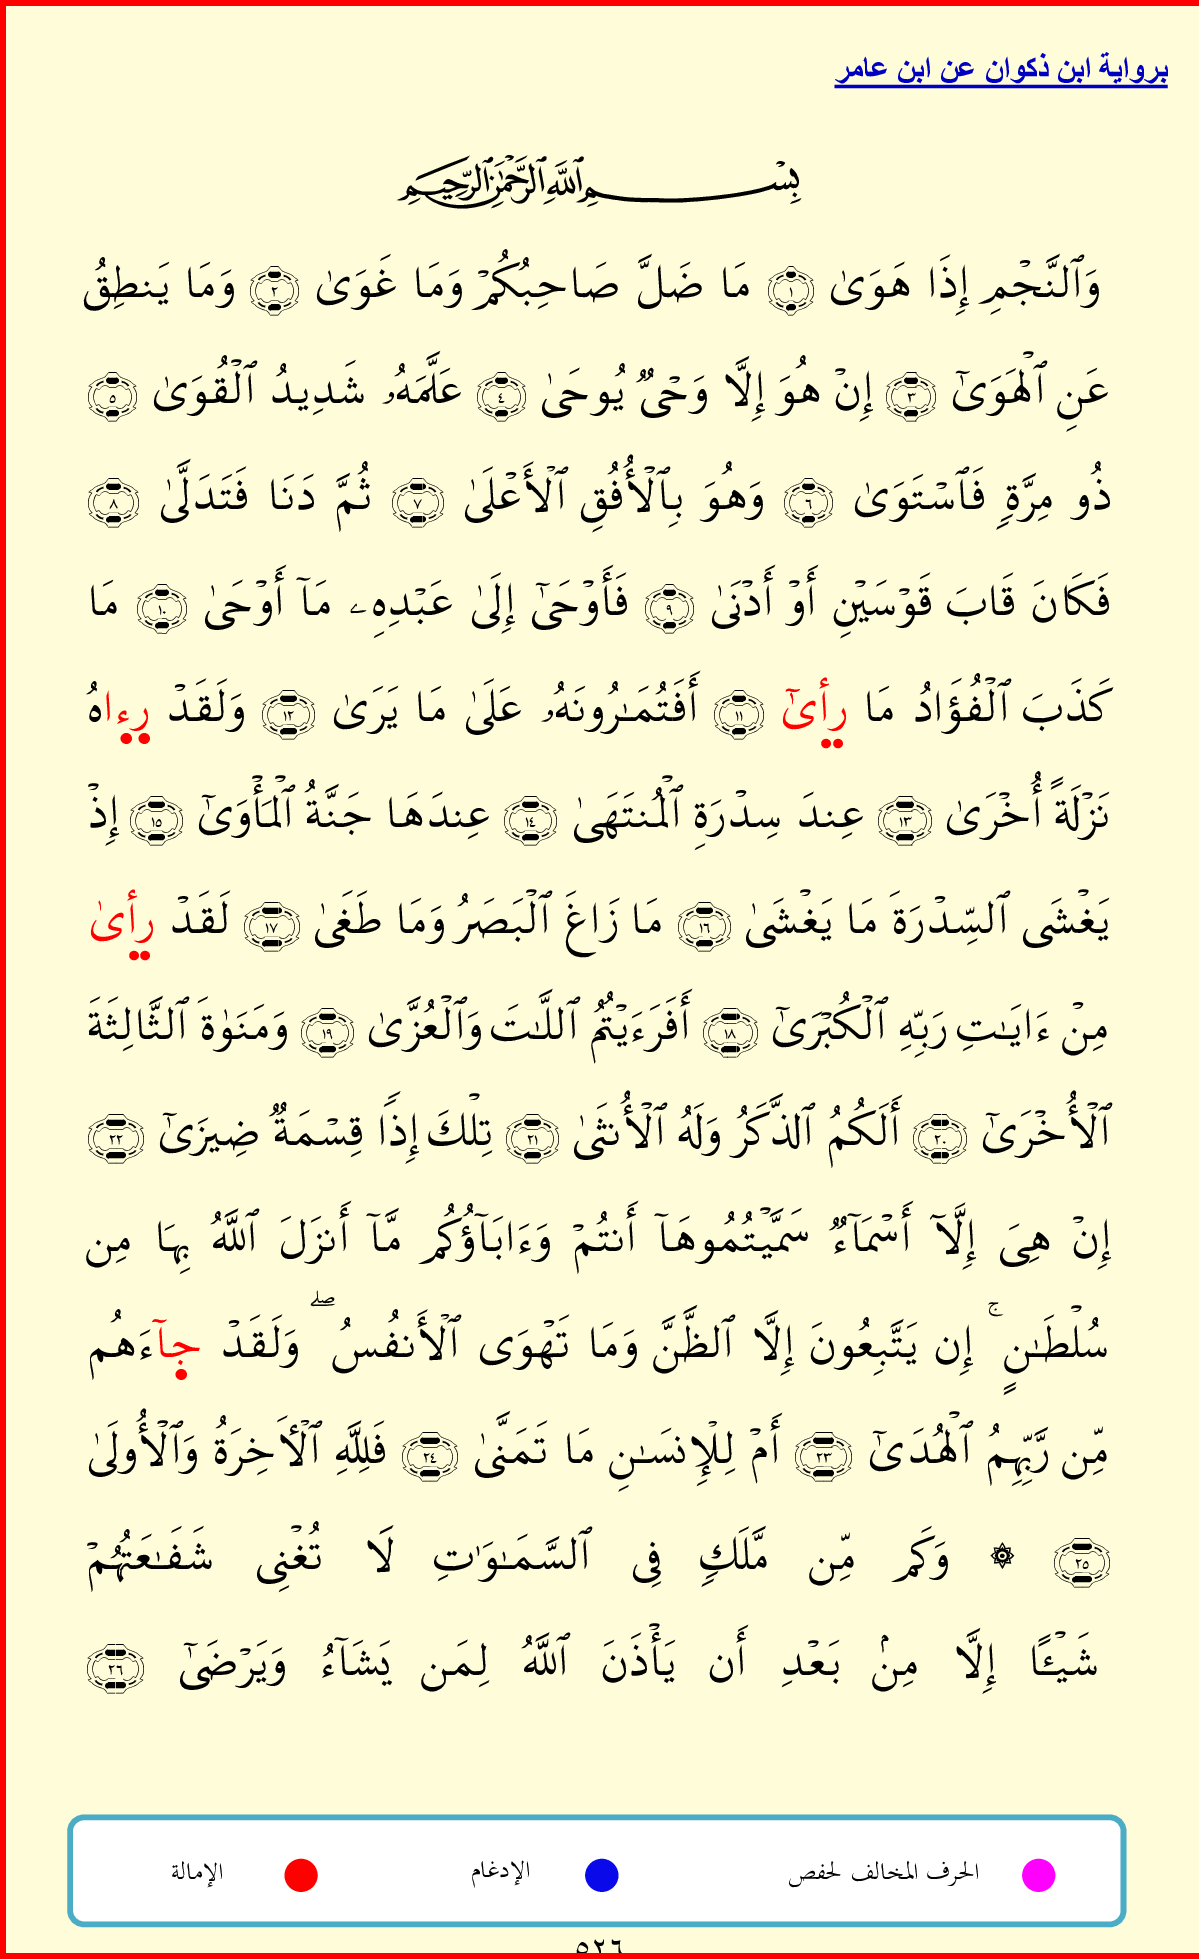 برواية ابن ذكوان عن ابن عامر
بِسْمِ ٱللَّهِ ٱلرَّحْمَٰنِ ٱلرَّحِيمِ
وَٱلنَّجْمِ إِذَا هَوَىٰ ١ مَا ضَلَّ صَاحِبُكُمْ وَمَا غَوَىٰ ٢ وَمَا يَنطِقُ
عَنِ ٱلْهَوَىٰٓ ٣ إِنْ هُوَ إِلَّا وَحْىٌ يُوحَىٰ ٤ عَلَّمَهُۥ شَدِيدُ ٱلْقُوَىٰ ٥
ذُو مِرَّةٍ فَٱسْتَوَىٰ ٦ وَهُوَ بِٱلْأُفُقِ ٱلْأَعْلَىٰ ٧ ثُمَّ دَنَا فَتَدَلَّىٰ ٨
فَكَانَ قَابَ قَوْسَيْنِ أَوْ أَدْنَىٰ ٩ فَأَوْحَىٰٓ إِلَىٰ عَبْدِهِۦ مَآ أَوْحَىٰ ١٠ مَا
كَذَبَ ٱلْفُؤَادُ مَا رأىٰٓ ١١ أَفَتُمَـٰرُونَهُۥ عَلَىٰ مَا يَرَىٰ ١٢ وَلَقَدْ رءاهُ
نَزْلَةً أُخْرَىٰ ١٣ عِندَ سِدْرَةِ ٱلْمُنتَهَىٰ ١٤ عِندَهَا جَنَّةُ ٱلْمَأْوَىٰٓ ١٥ إِذْ
يَغْشَى ٱلسِّدْرَةَ مَا يَغْشَىٰ ١٦ مَا زَاغَ ٱلْبَصَرُ وَمَا طَغَىٰ ١٧ لَقَدْ رأىٰ
مِنْ ءَايَـٰتِ رَبِّهِ ٱلْكُبْرَىٰٓ ١٨ أَفَرَءَيْتُمُ ٱللَّـٰتَ وَٱلْعُزَّىٰ ١٩ وَمَنَوٰةَ ٱلثَّالِثَةَ
ٱلْأُخْرَىٰٓ ٢٠ أَلَكُمُ ٱلذَّكَرُ وَلَهُ ٱلْأُنثَىٰ ٢١ تِلْكَ إِذًا قِسْمَةٌ ضِيزَىٰٓ ٢٢
إِنْ هِىَ إِلَّآ أَسْمَآءٌ سَمَّيْتُمُوهَآ أَنتُمْ وَءَابَآؤُكُم مَّآ أَنزَلَ ٱللَّهُ بِهَا مِن
سُلْطَـٰنٍ ۚ إِن يَتَّبِعُونَ إِلَّا ٱلظَّنَّ وَمَا تَهْوَى ٱلْأَنفُسُ ۖ وَلَقَدْ جآءَهُم
مِّن رَّبِّهِمُ ٱلْهُدَىٰٓ ٢٣ أَمْ لِلْإِنسَـٰنِ مَا تَمَنَّىٰ ٢٤ فَلِلَّهِ ٱلْأَخِرَةُ وَٱلْأُولَىٰ
٢٥ ۞ وَكَم مِّن مَّلَكٍ فِى ٱلسَّمَـٰوَٰتِ لَا تُغْنِى شَفَـٰعَتُهُمْ
شَيْـًٔا إِلَّا مِنۢ بَعْدِ أَن يَأْذَنَ ٱللَّهُ لِمَن يَشَآءُ وَيَرْضَىٰٓ ٢٦
الحرف المخالف لحفص الإدغام الإمالة
٥٢٦